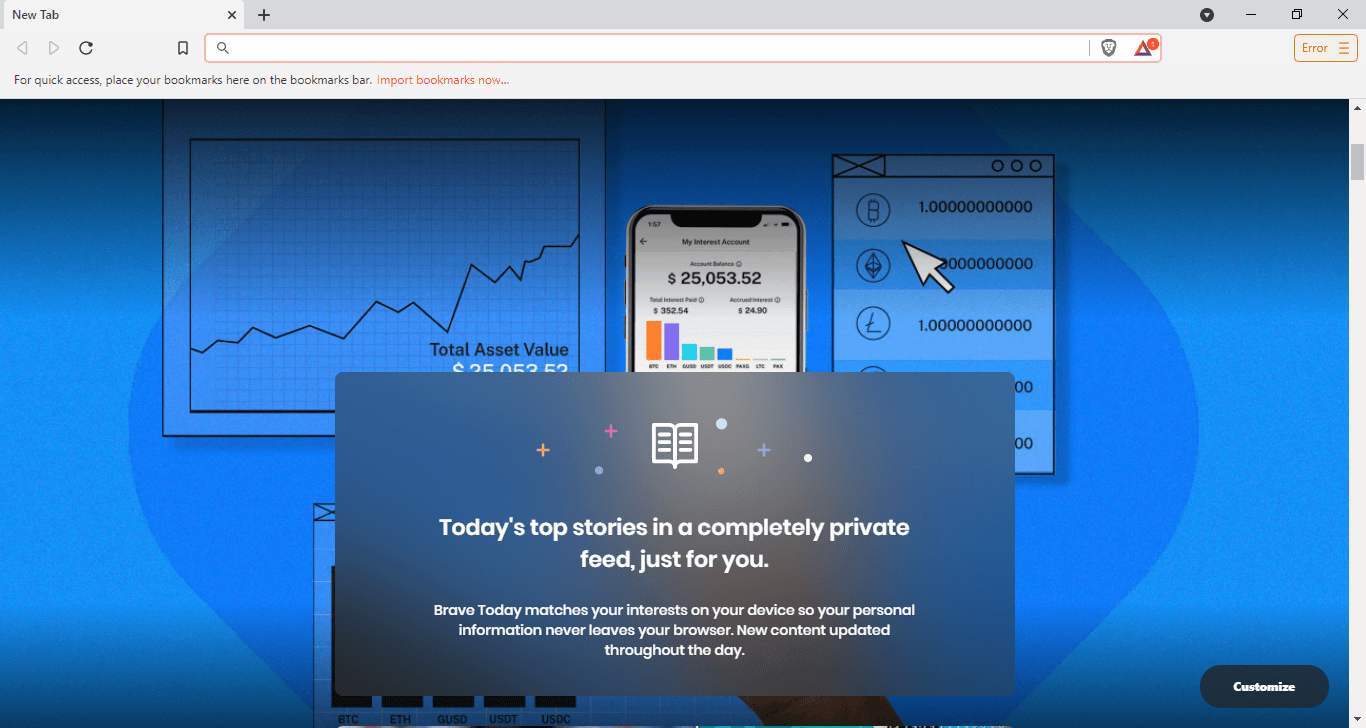 New Tab
1
Error
For quick access, place your bookmarks here on the bookmarks bar. Import bookmarks now...
1:57
My Interest Account
Account Balance
$ 25,053.52
Total Interest Paid
Accrued Interest
$ 352.54
$ 24.90
BTC ETH GUSD USDT USDC PAXG LTC PAX
1.00000000000
0000000000
1.00000000000
00
00
Total Asset Value
$ 25,053.52
Today's top stories in a completely private
feed, just for you.
Brave Today matches your interests on your device so your personal
information never leaves your browser. New content updated
throughout the day.
Customize
BTC ETH GUSD USDT USDC